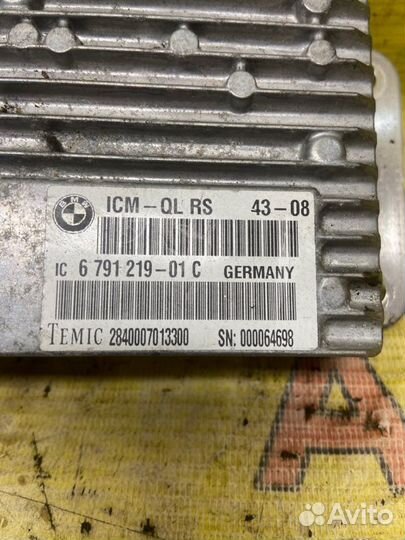 BMW
ICM-QL RS 43-08
IC 6 791 219-01 C GERMANY
TEMIC 2840007013300 SN: 000064698
A
Avito